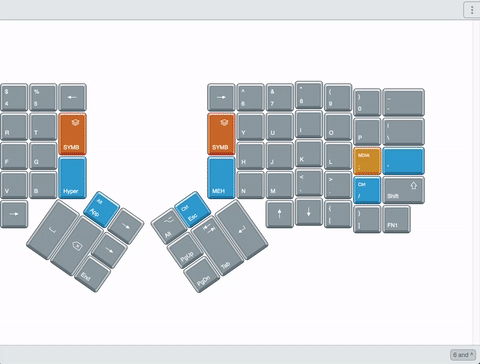 $ % ← → ^ & * ( ) _
4 5 6 7 8 9 0 -
R T SYMB SYMB Y U I O P |
\
F G Hyper MEH H J K L MDIA
; '
V B N M < > Ctrl Shift
, . /
→ ↑ ↓ { }
[ ] FN1
Alt Ctrl
App → Alt Esc
→ PgUp
End PgDn Tab
6 and ^